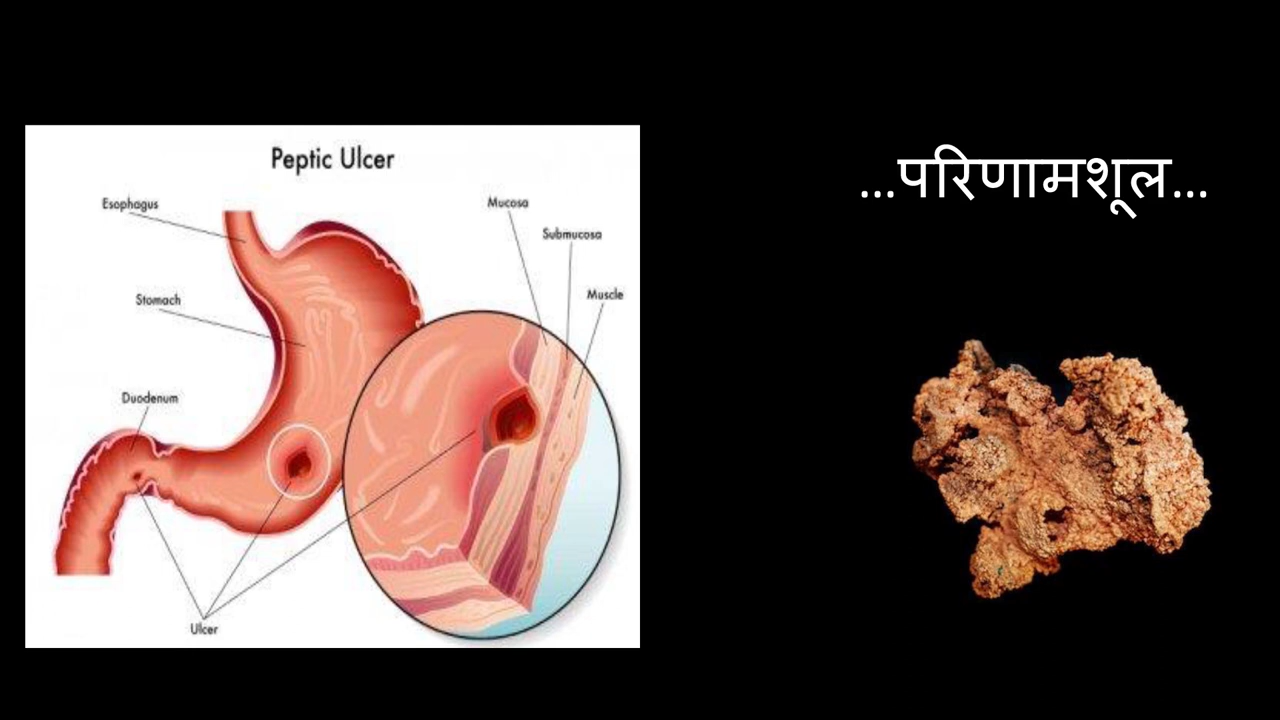 Peptic Ulcer
Esophagus
Mucosa
Submucosa
Stomach
Muscle
Duodenum
Ulcer
...परिणामशूल...